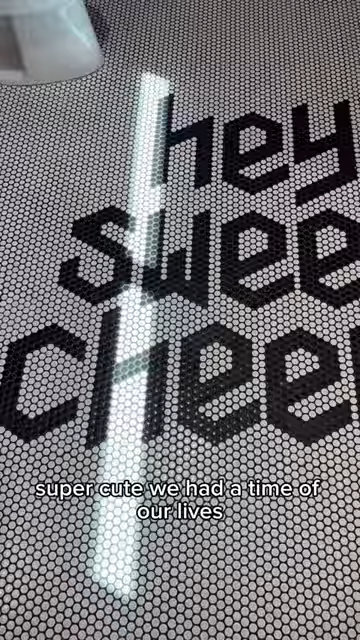 hey
swee
chee
super cute we had a time of
our lives